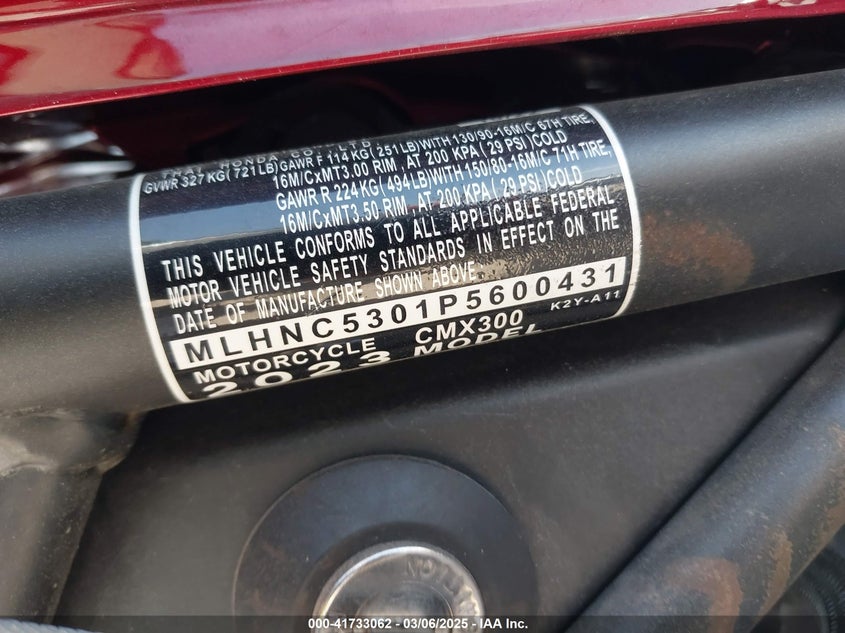 THAI HONDA CO., LTD.
GVWR 327 KG ( 721 LB) GAWR F 114 KG ( 251 LB) WITH 130/90-16M/C 67H TIRE,
16M/CxMT3.00 RIM, AT 200 KPA ( 29 PSI ) COLD
GAWR R 224 KG ( 494 LB) WITH 150/80-16M/C 71H TIRE,
16M/CxMT3.50 RIM, AT 200 KPA ( 29 PSI ) COLD
THIS VEHICLE CONFORMS TO ALL APPLICABLE FEDERAL
MOTOR VEHICLE SAFETY STANDARDS IN EFFECT ON THE
DATE OF MANUFACTURE SHOWN ABOVE.
MLHNC5301P5600431
MOTORCYCLE CMX300 K2Y-A11
2023 MODEL
000-41733062 - 03/06/2025 - IAA Inc.